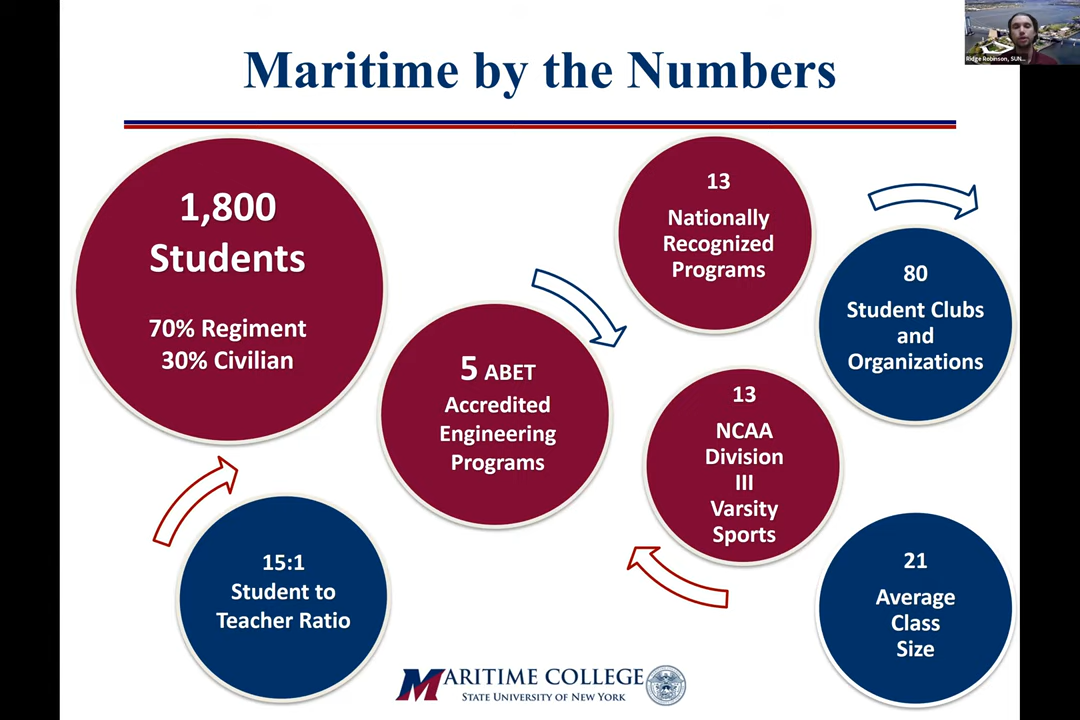 Maritime by the Numbers
Ridge Robinson, SUN...
1,800
Students
70% Regiment
30% Civilian
15:1
Student to
Teacher Ratio
5 ABET
Accredited
Engineering
Programs
13
Nationally
Recognized
Programs
13
NCAA
Division
III
Varsity
Sports
80
Student Clubs
and
Organizations
21
Average
Class
Size
MARITIME COLLEGE
STATE UNIVERSITY OF NEW YORK